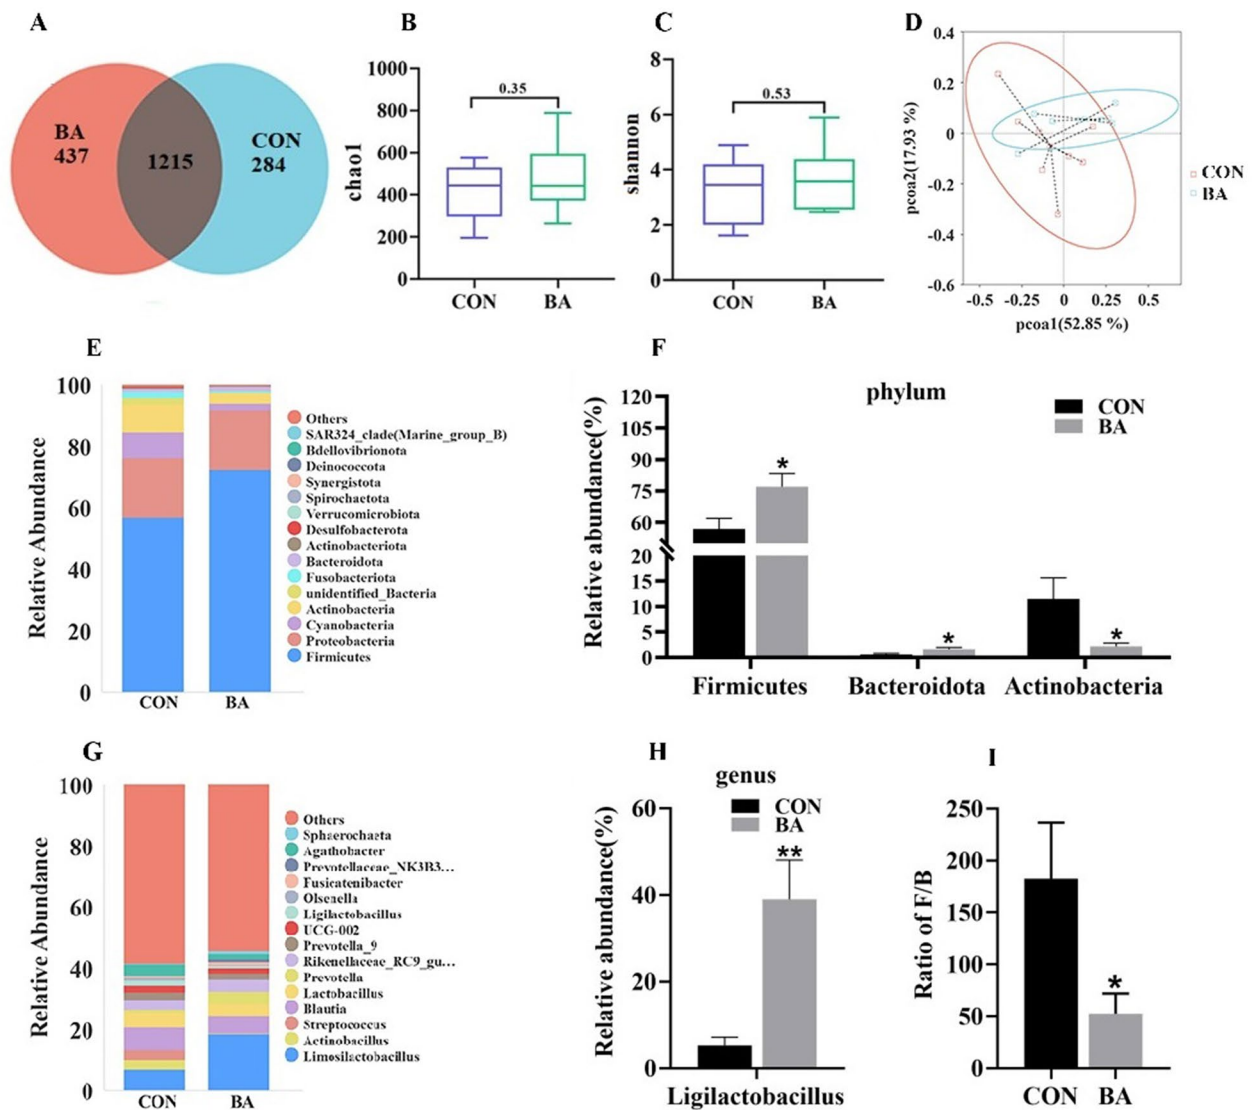 A
BA
437
1215
CON
284
B
chao1
1000
800
600
400
200
0
0.35
CON
BA
C
shannon
8
6
4
2
0
0.53
CON
BA
D
pcoa2(17.93 %)
0.4
0.2
0
-0.2
-0.4
-0.6
-0.5
-0.25
0
0.25
0.5
pcoa1(52.85 %)
CON
BA
E
Relative Abundance
100
80
60
40
20
0
CON
BA
Others
SAR324_clade(Marine_group_B)
Bdellovibrionota
Deinococcota
Synergistota
Spirochaetota
Verrucomicrobiota
Desulfobacterota
Actinobacteriota
Bacteroidota
Fusobacteriota
unidentified_Bacteria
Actinobacteria
Cyanobacteria
Proteobacteria
Firmicutes
F
phylum
CON
BA
Relative abundance(%)
120
105
90
75
60
20
15
10
5
0
*
*
*
Firmicutes
Bacteroidota
Actinobacteria
G
Relative Abundance
100
80
60
40
20
0
CON
BA
Others
Sphaerochaeta
Agathobacter
Prevotellaceae_NK3B3...
Fusicatenibacter
Olsenella
Ligilactobacillus
UCG-002
Prevotella_9
Rikenellaceae_RC9_gu...
Prevotella
Lactobacillus
Blautia
Streptococcus
Actinobacillus
Limosilactobacillus
H
genus
CON
BA
Relative abundance(%)
60
40
20
0
**
Ligilactobacillus
I
Ratio of F/B
250
200
150
100
50
0
*
CON
BA